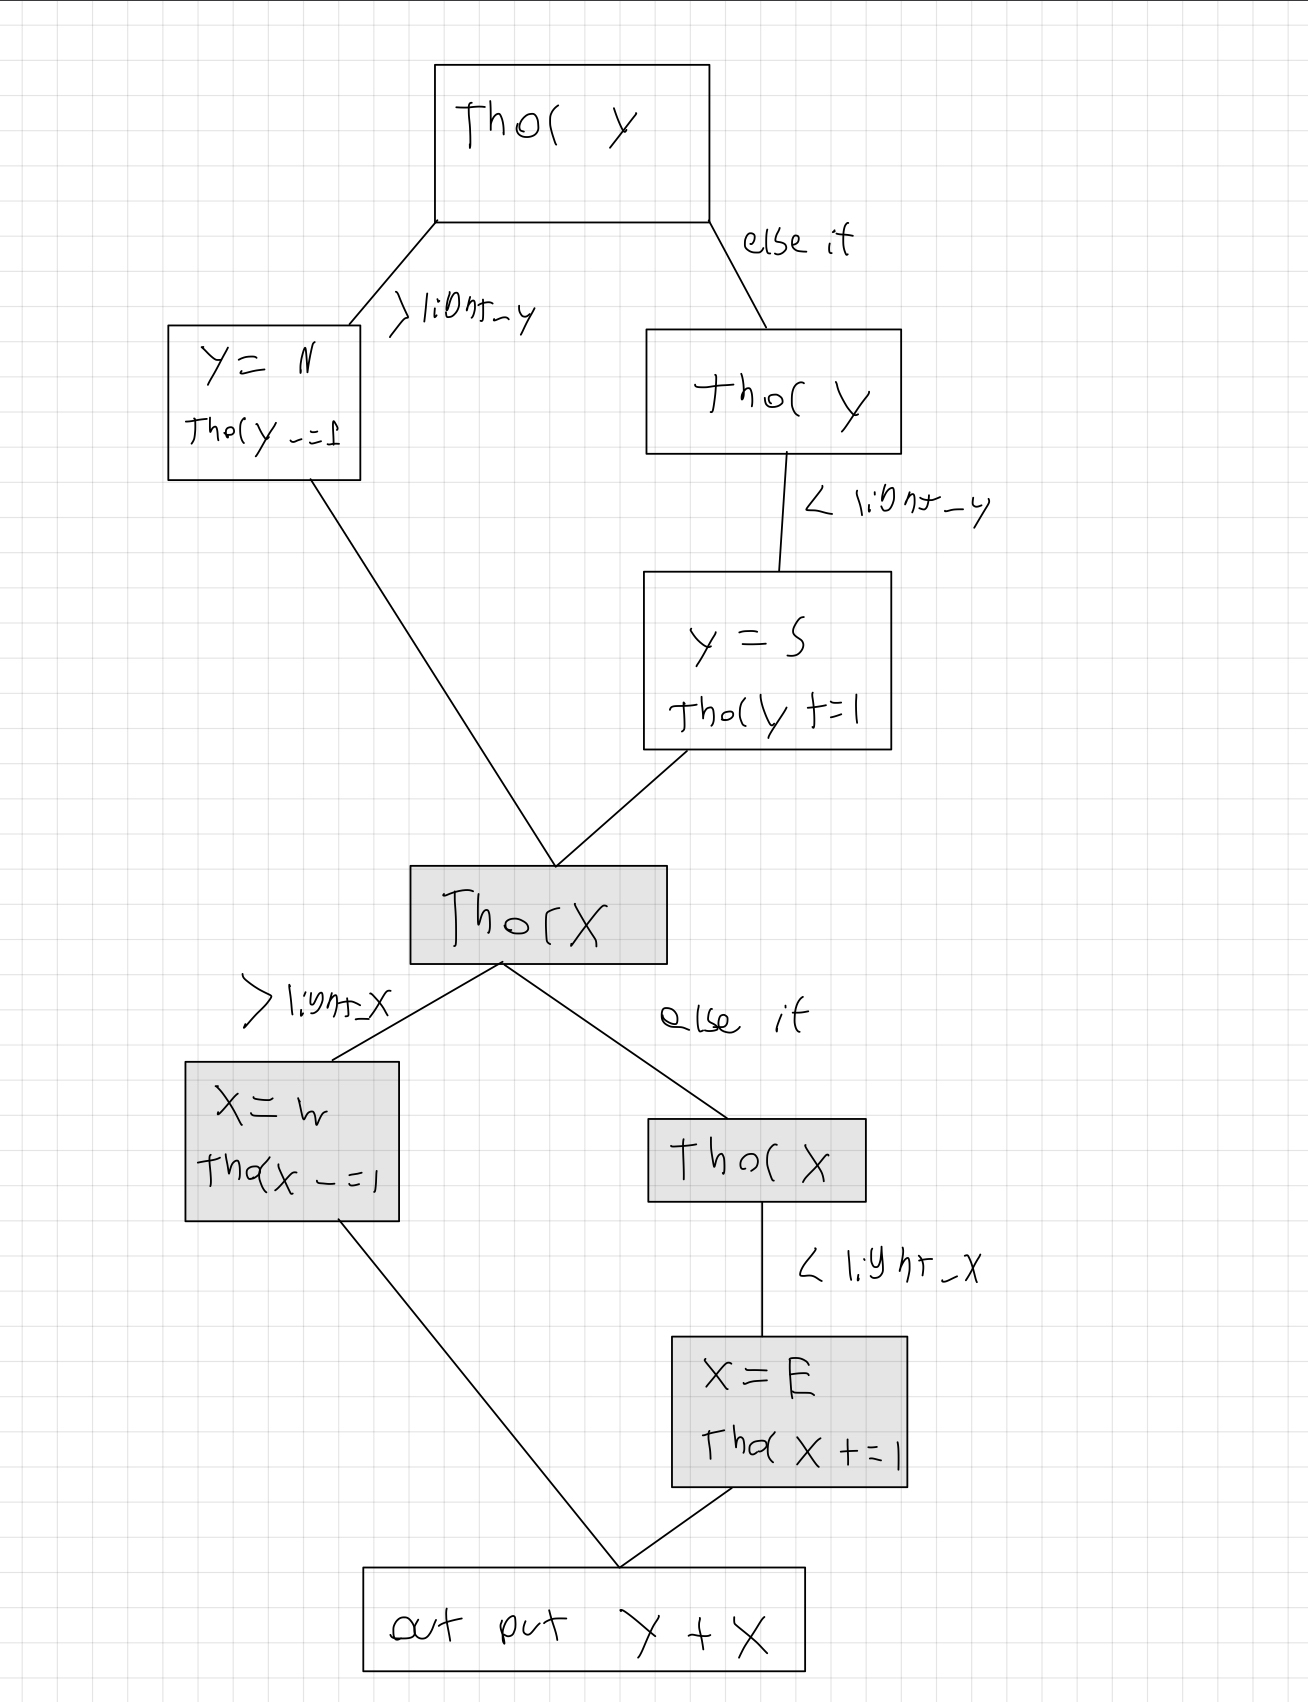 Thor y
else if
> light_y
y = N
Thor y -= 1
Thor y
< light_y
y = S
Thor y += 1
Thor X
> light_X
else if
X = W
Thor X -= 1
Thor X
< light_X
X = E
Thor X += 1
out put Y + X